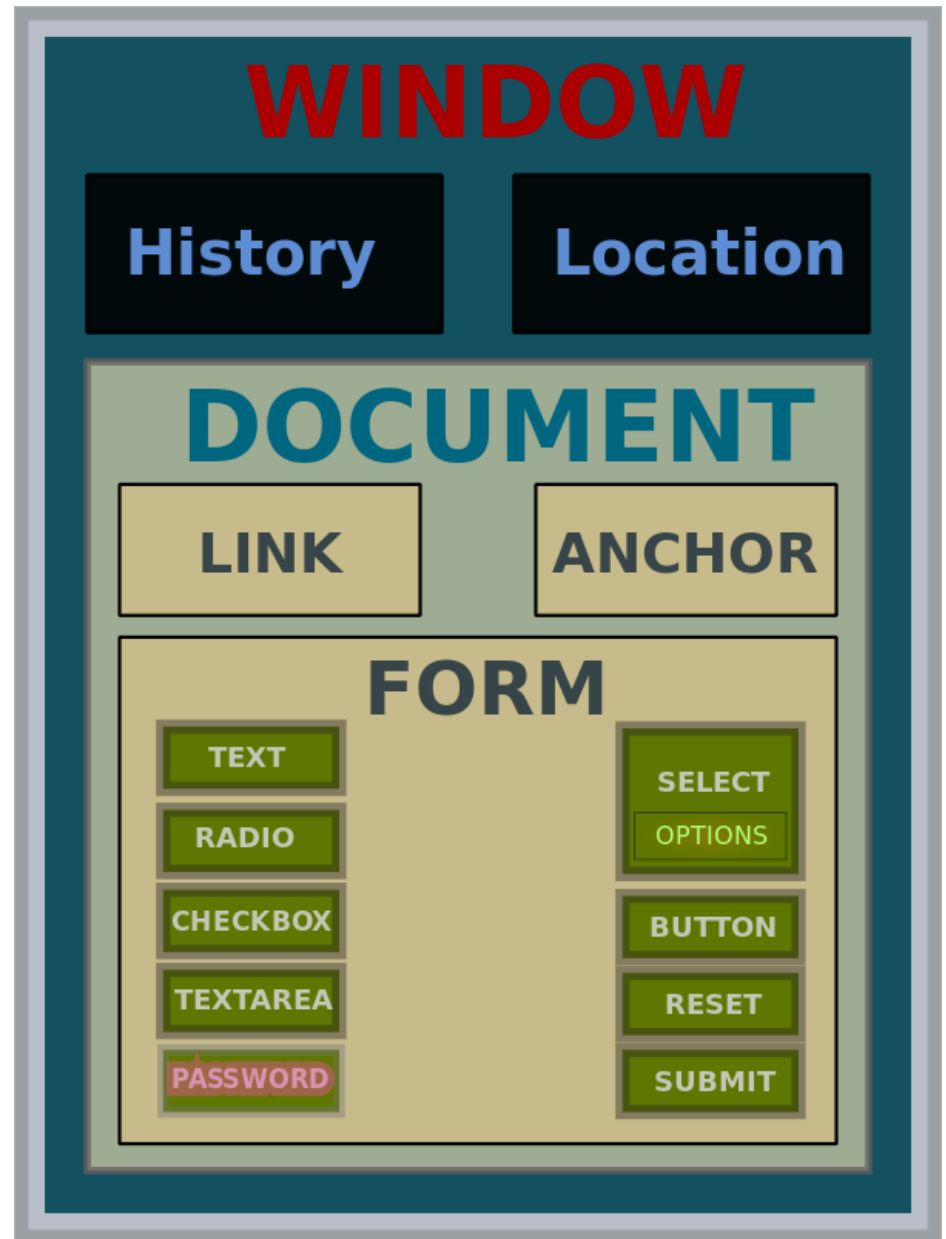 WINDOW
History
Location
DOCUMENT
LINK
ANCHOR
FORM
TEXT
RADIO
CHECKBOX
TEXTAREA
PASSWORD
SELECT
OPTIONS
BUTTON
RESET
SUBMIT